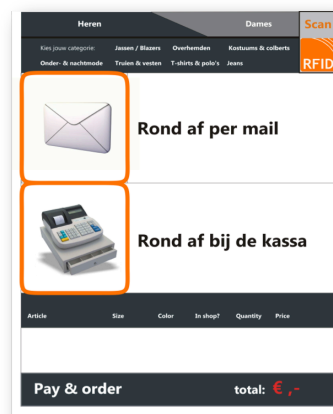 Heren Dames Scan
Kies jouw categorie: Jassen / Blazers Overhemden Kostuums & colberts
Onder- & nachtmode Truien & vesten T-shirts & polo's Jeans
RFID
Rond af per mail
Rond af bij de kassa
Article Size Color In shop? Quantity Price
Pay & order total: € ,-